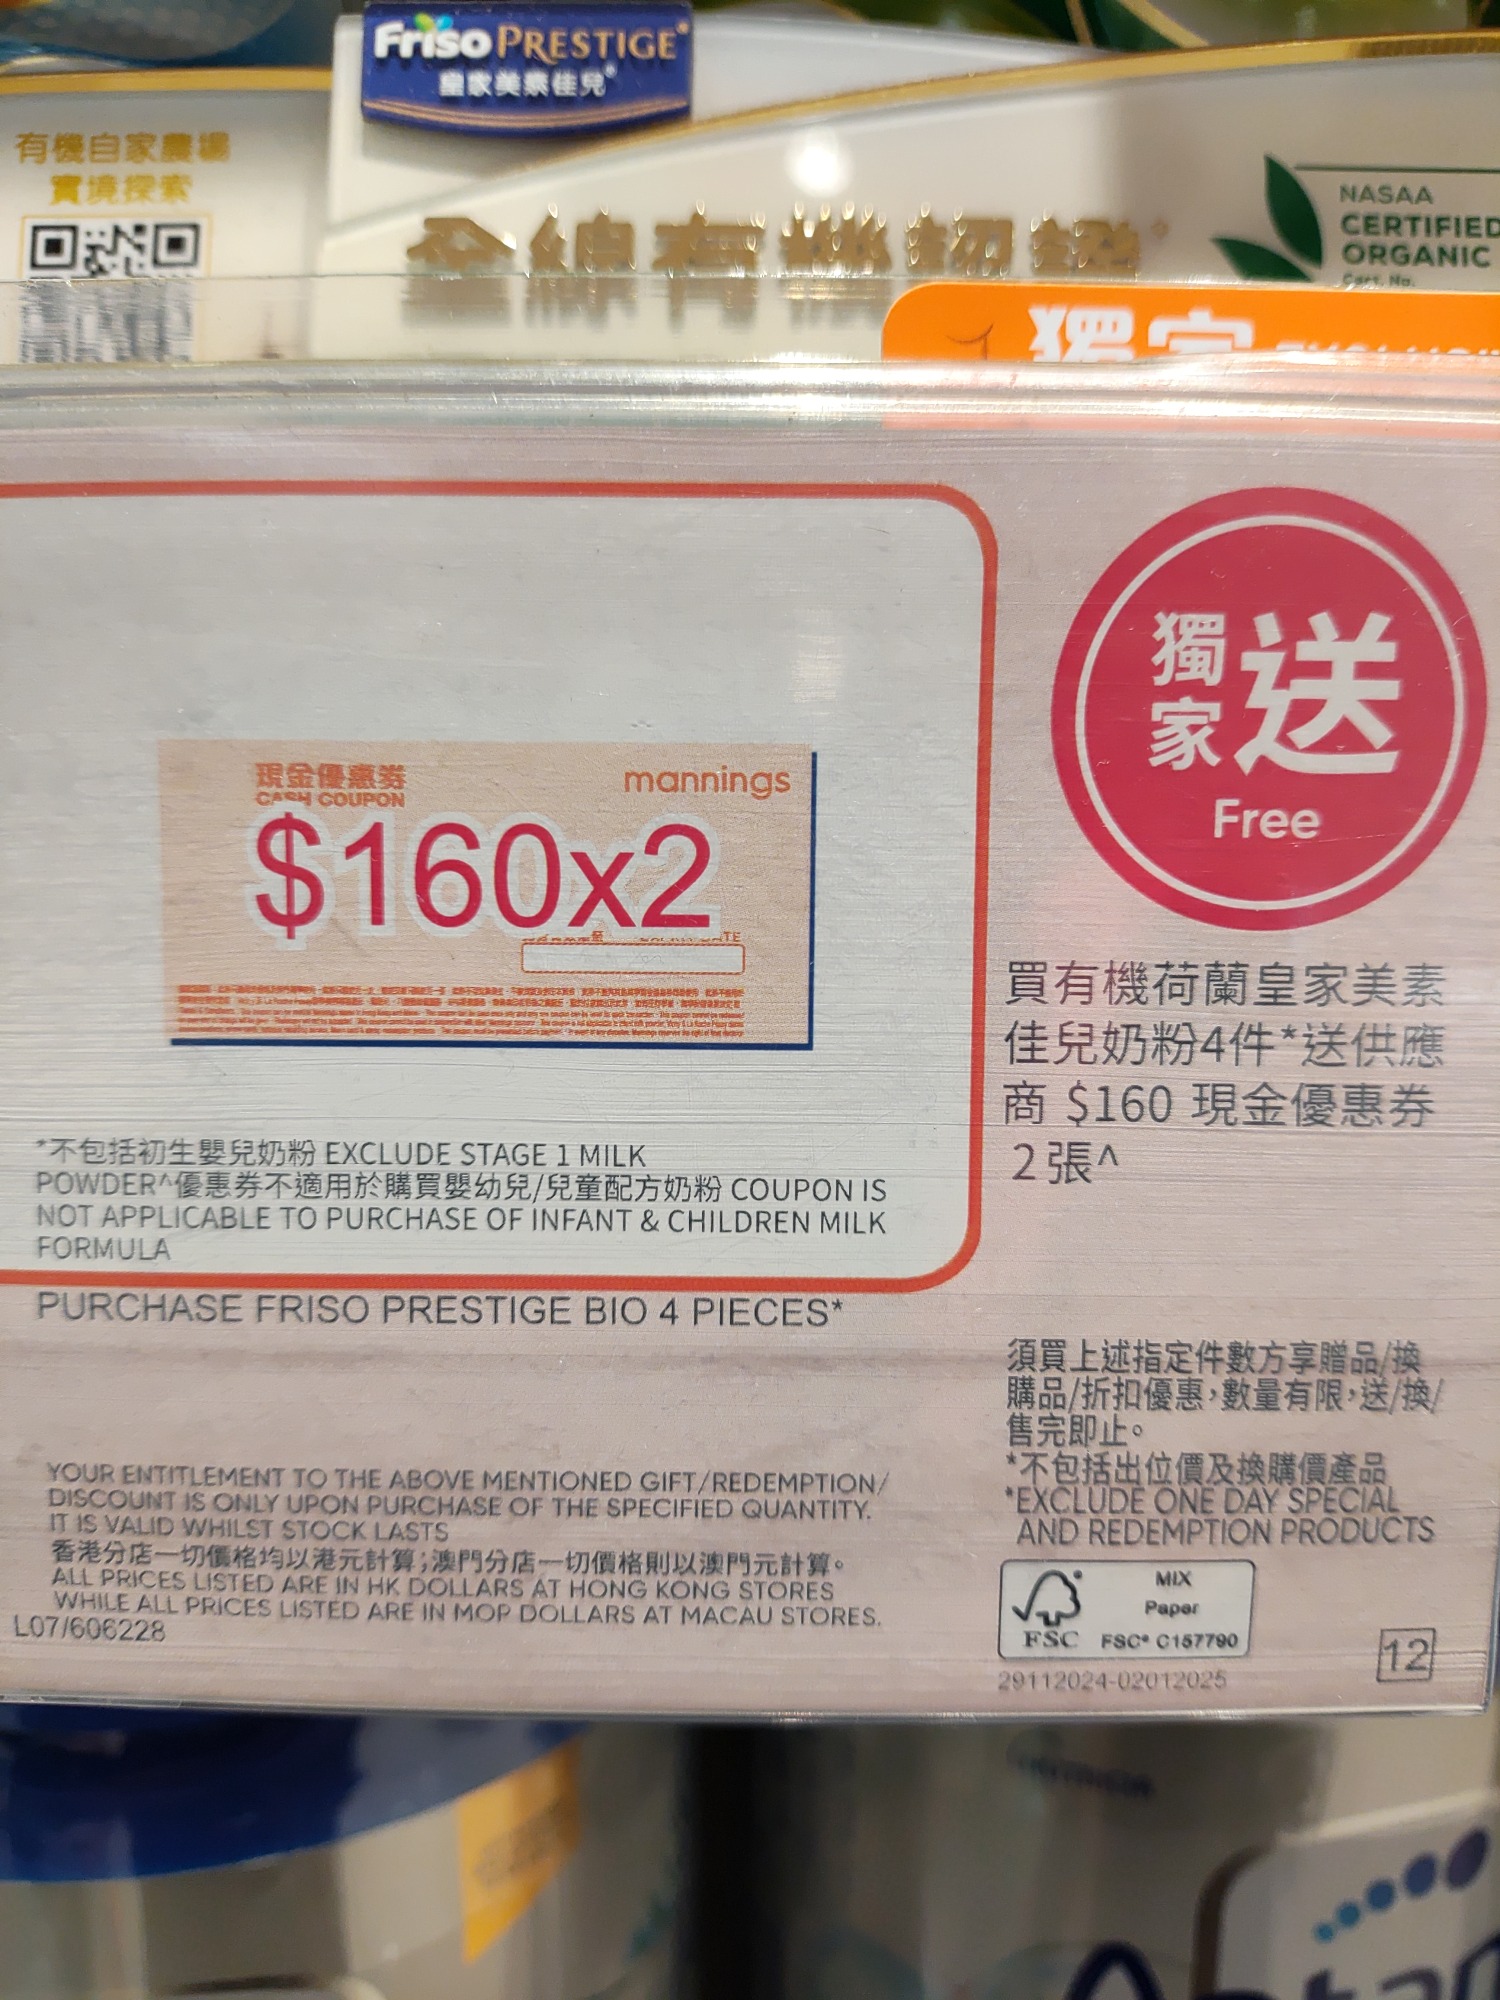 Friso PRESTIGE
皇家美素佳兒
有機自家農場
實境探索
全線有機認證
NASAA
CERTIFIED
ORGANIC
Cert. No.
獨家
獨家送
Free
現金優惠券
CASH COUPON
mannings
$160x2
買有機荷蘭皇家美素
佳兒奶粉4件*送供應
商 $160 現金優惠券
2張^
*不包括初生嬰兒奶粉 EXCLUDE STAGE 1 MILK
POWDER^優惠券不適用於購買嬰幼兒/兒童配方奶粉 COUPON IS
NOT APPLICABLE TO PURCHASE OF INFANT & CHILDREN MILK
FORMULA
PURCHASE FRISO PRESTIGE BIO 4 PIECES*
須買上述指定件數方享贈品/換
購品/折扣優惠,數量有限,送/換/
售完即止。
*不包括出位價及換購價產品
*EXCLUDE ONE DAY SPECIAL
AND REDEMPTION PRODUCTS
YOUR ENTITLEMENT TO THE ABOVE MENTIONED GIFT/REDEMPTION/
DISCOUNT IS ONLY UPON PURCHASE OF THE SPECIFIED QUANTITY.
IT IS VALID WHILST STOCK LASTS
香港分店一切價格均以港元計算;澳門分店一切價格則以澳門元計算。
ALL PRICES LISTED ARE IN HK DOLLARS AT HONG KONG STORES
WHILE ALL PRICES LISTED ARE IN MOP DOLLARS AT MACAU STORES.
L07/606228
MIX
Paper
FSC FSC® C157790
29112024-02012025
12